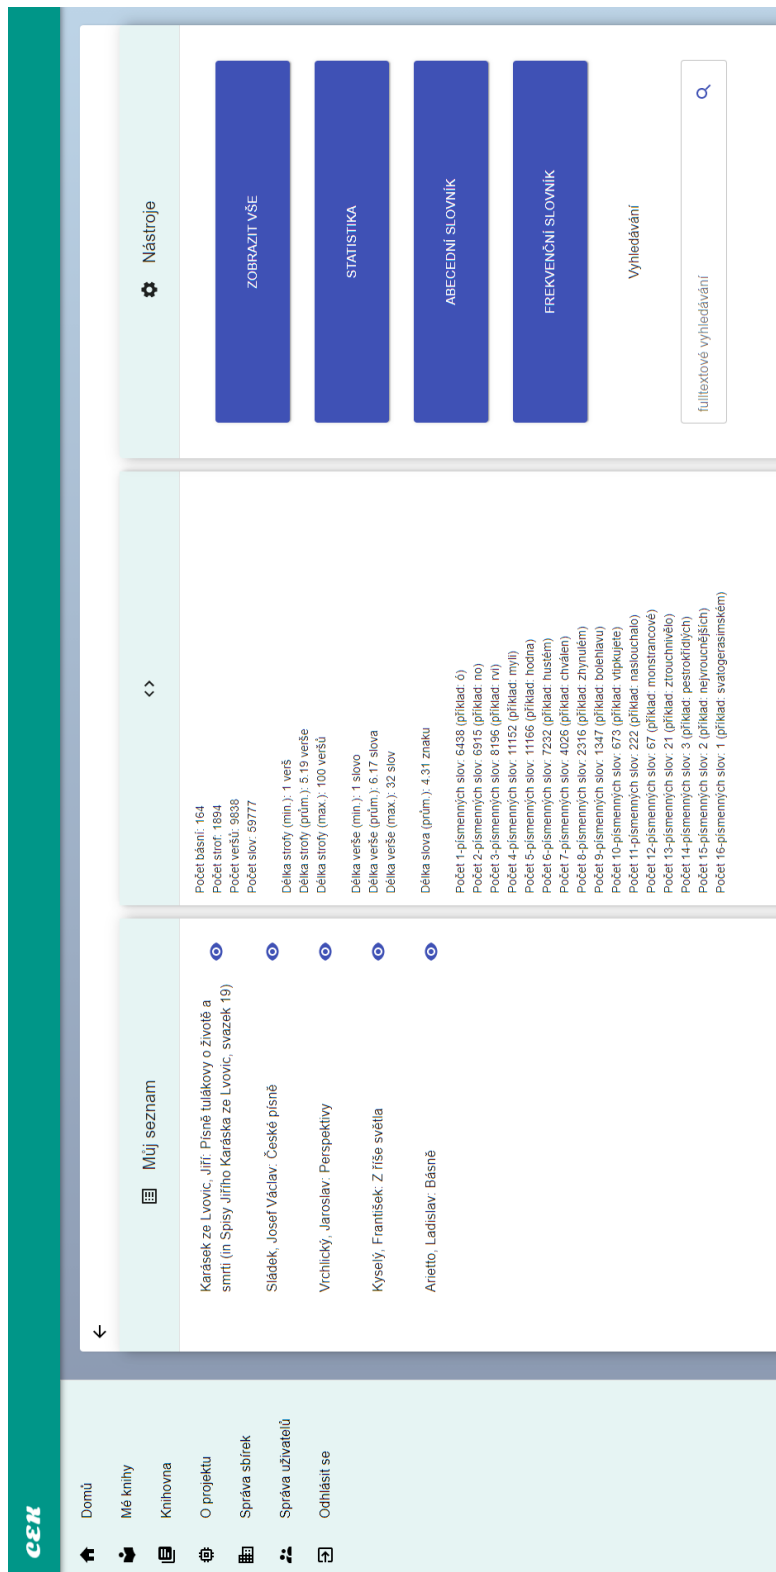 CƐK
Domů
Mé knihy
Knihovna
O projektu
Správa sbírek
Správa uživatelů
Odhlásit se
Můj seznam
Karásek ze Lvovic, Jiří: Písně tulákovy o životě a
smrti (in Spisy Jiřího Karáska ze Lvovic, svazek 19)
Sládek, Josef Václav: České písně
Vrchlický, Jaroslav: Perspektivy
Kyselý, František: Z říše světla
Arietto, Ladislav: Básně
<>
Počet básní: 164
Počet strof: 1894
Počet veršů: 9838
Počet slov: 59777
Délka strofy (min.): 1 verš
Délka strofy (prům.): 5.19 verše
Délka strofy (max.): 100 veršů
Délka verše (min.): 1 slovo
Délka verše (prům.): 6.17 slova
Délka verše (max.): 32 slov
Délka slova (prům.): 4.31 znaku
Počet 1-písmenných slov: 6438 (příklad: ó)
Počet 2-písmenných slov: 6915 (příklad: no)
Počet 3-písmenných slov: 8196 (příklad: rvi)
Počet 4-písmenných slov: 11152 (příklad: myli)
Počet 5-písmenných slov: 11166 (příklad: hodna)
Počet 6-písmenných slov: 7232 (příklad: hustém)
Počet 7-písmenných slov: 4026 (příklad: chválen)
Počet 8-písmenných slov: 2316 (příklad: zhynulém)
Počet 9-písmenných slov: 1347 (příklad: bolehlavu)
Počet 10-písmenných slov: 673 (příklad: vtipkujete)
Počet 11-písmenných slov: 222 (příklad: naslouchalo)
Počet 12-písmenných slov: 67 (příklad: monstrancové)
Počet 13-písmenných slov: 21 (příklad: ztrouchnivělo)
Počet 14-písmenných slov: 3 (příklad: pestrokřídlých)
Počet 15-písmenných slov: 2 (příklad: nejvroucnějších)
Počet 16-písmenných slov: 1 (příklad: svatogerasimském)
Nástroje
ZOBRAZIT VŠE
STATISTIKA
ABECEDNÍ SLOVNÍK
FREKVENČNÍ SLOVNÍK
Vyhledávání
fulltextové vyhledávání